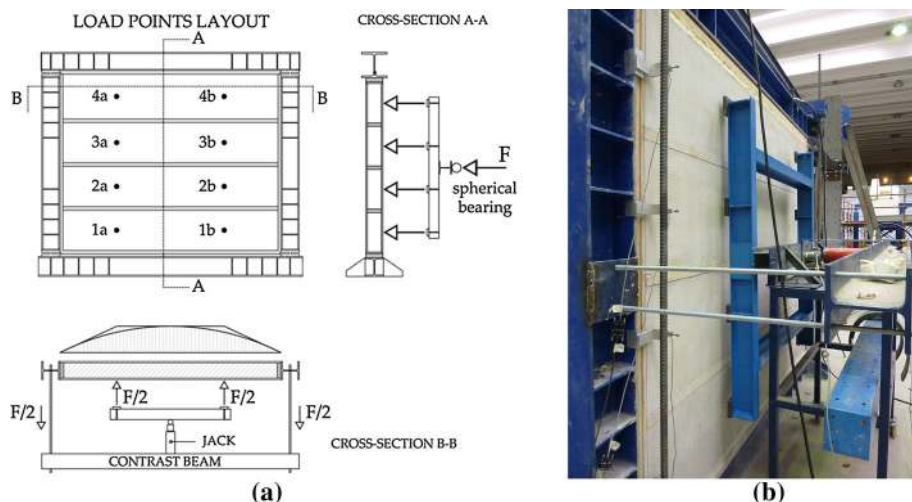 LOAD POINTS LAYOUT
CROSS-SECTION A-A
A
B
B
4a
4b
3a
3b
2a
2b
1a
1b
A
F
spherical
bearing
F/2
F/2
F/2
F/2
JACK
CROSS-SECTION B-B
CONTRAST BEAM
(a)
(b)